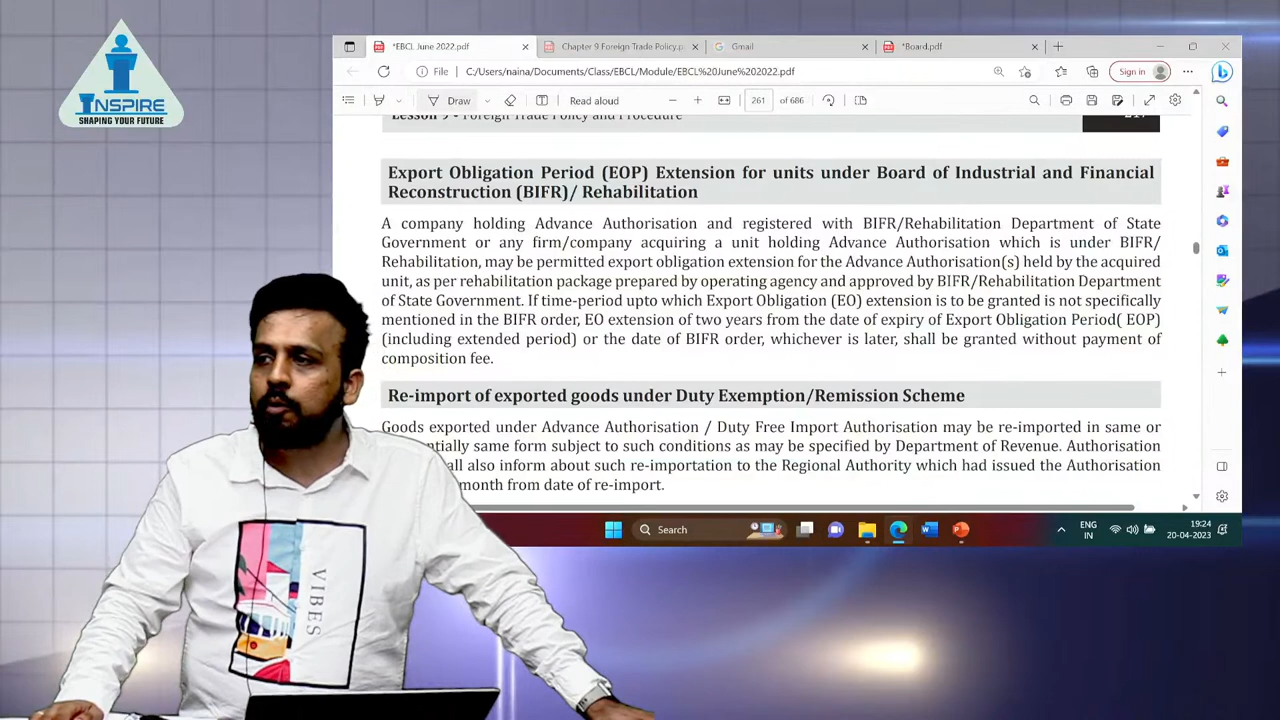 INSPIRE
SHAPING YOUR FUTURE
*EBCL June 2022.pdf
Chapter 9 Foreign Trade Policy.p
Gmail
*Board.pdf
File
C:/Users/naina/Documents/Class/EBCL/Module/EBCL%20June%202022.pdf
Sign in
Draw
Read aloud
261
of 686
Lesson 9 - Foreign Trade Policy and Procedure
Export Obligation Period (EOP) Extension for units under Board of Industrial and Financial
Reconstruction (BIFR)/ Rehabilitation
A company holding Advance Authorisation and registered with BIFR/Rehabilitation Department of State
Government or any firm/company acquiring a unit holding Advance Authorisation which is under BIFR/
Rehabilitation, may be permitted export obligation extension for the Advance Authorisation(s) held by the acquired
unit, as per rehabilitation package prepared by operating agency and approved by BIFR/Rehabilitation Department
of State Government. If time-period upto which Export Obligation (EO) extension is to be granted is not specifically
mentioned in the BIFR order, EO extension of two years from the date of expiry of Export Obligation Period( EOP)
(including extended period) or the date of BIFR order, whichever is later, shall be granted without payment of
composition fee.
Re-import of exported goods under Duty Exemption/Remission Scheme
Goods exported under Advance Authorisation / Duty Free Import Authorisation may be re-imported in same or
entially same form subject to such conditions as may be specified by Department of Revenue. Authorisation
all also inform about such re-importation to the Regional Authority which had issued the Authorisation
month from date of re-import.
Search
ENG
IN
19:24
20-04-2023
VIBES